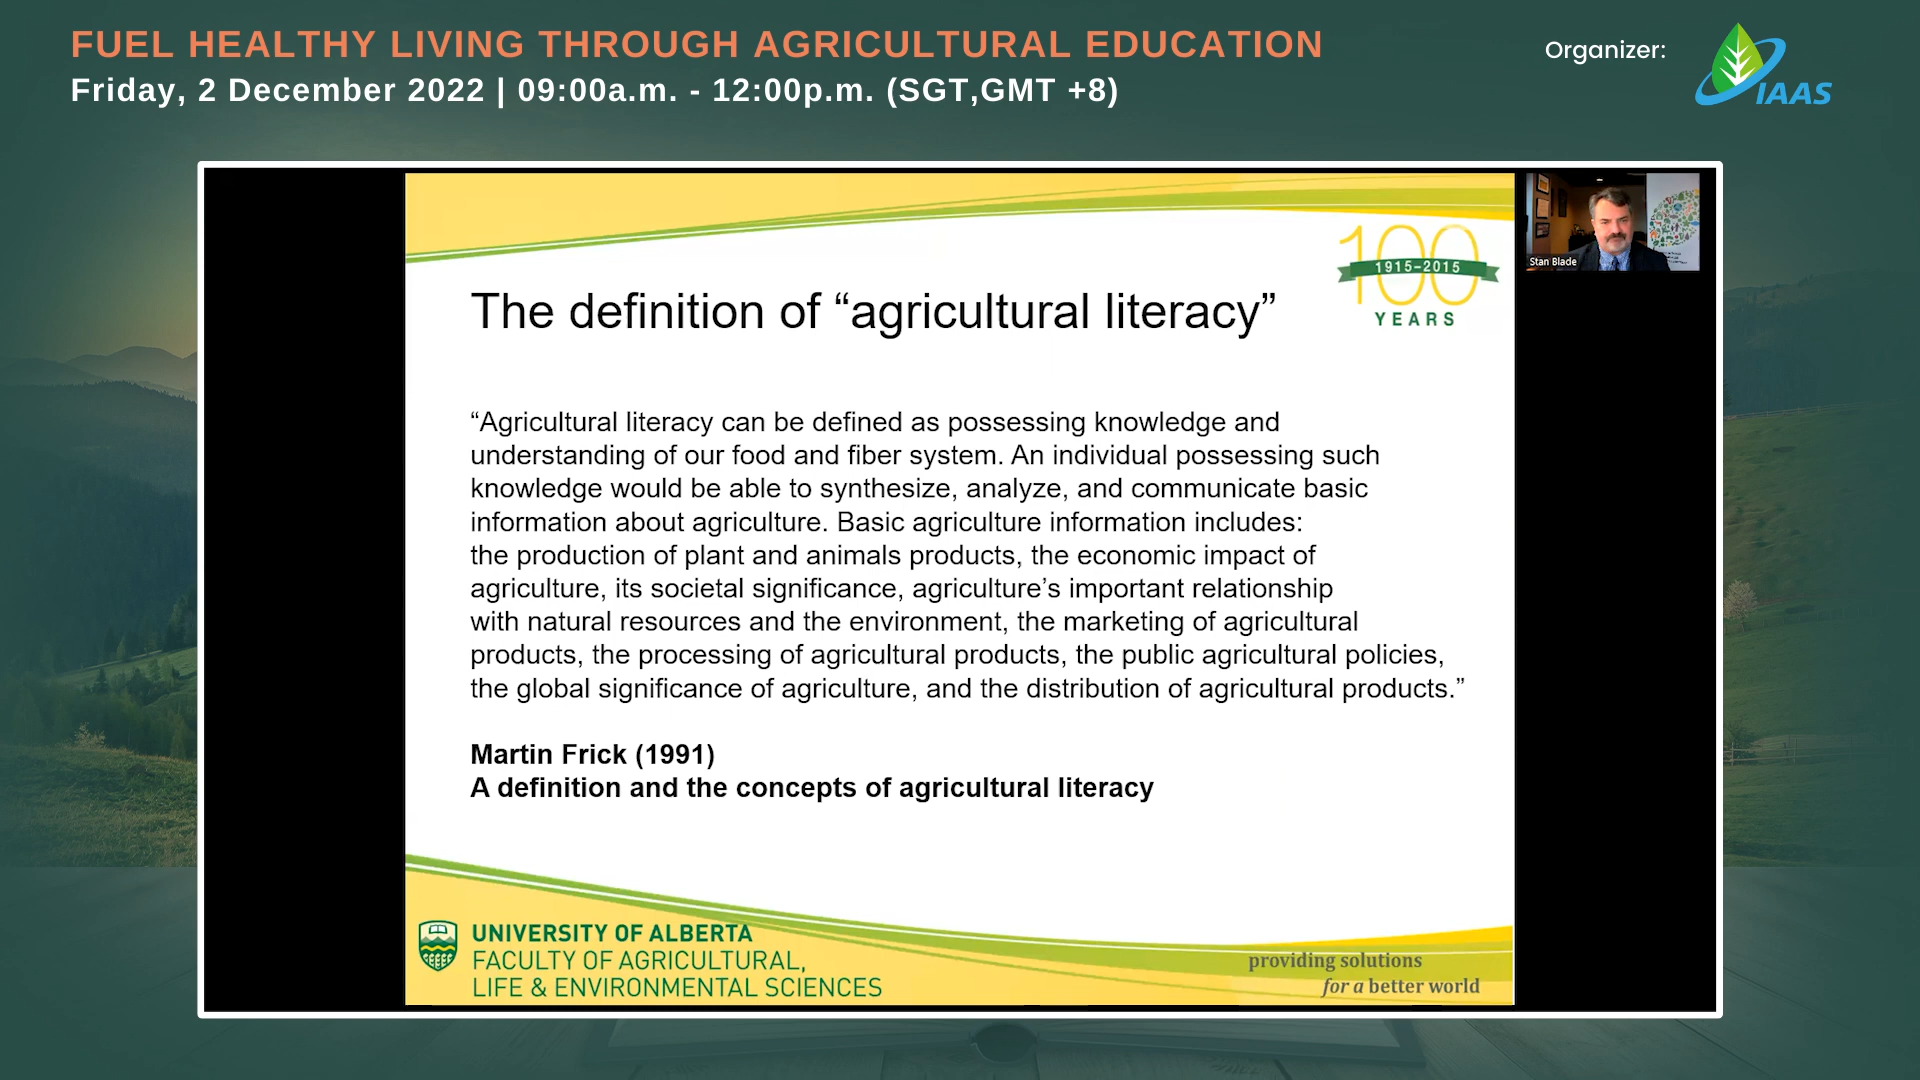 FUEL HEALTHY LIVING THROUGH AGRICULTURAL EDUCATION
Friday, 2 December 2022 | 09:00a.m. - 12:00p.m. (SGT,GMT +8)
Organizer:
IAAS
Stan Blade
100
1915-2015
YEARS
The definition of “agricultural literacy”
“Agricultural literacy can be defined as possessing knowledge and
understanding of our food and fiber system. An individual possessing such
knowledge would be able to synthesize, analyze, and communicate basic
information about agriculture. Basic agriculture information includes:
the production of plant and animals products, the economic impact of
agriculture, its societal significance, agriculture’s important relationship
with natural resources and the environment, the marketing of agricultural
products, the processing of agricultural products, the public agricultural policies,
the global significance of agriculture, and the distribution of agricultural products.”
Martin Frick (1991)
A definition and the concepts of agricultural literacy
UNIVERSITY OF ALBERTA
FACULTY OF AGRICULTURAL,
LIFE & ENVIRONMENTAL SCIENCES
providing solutions
for a better world